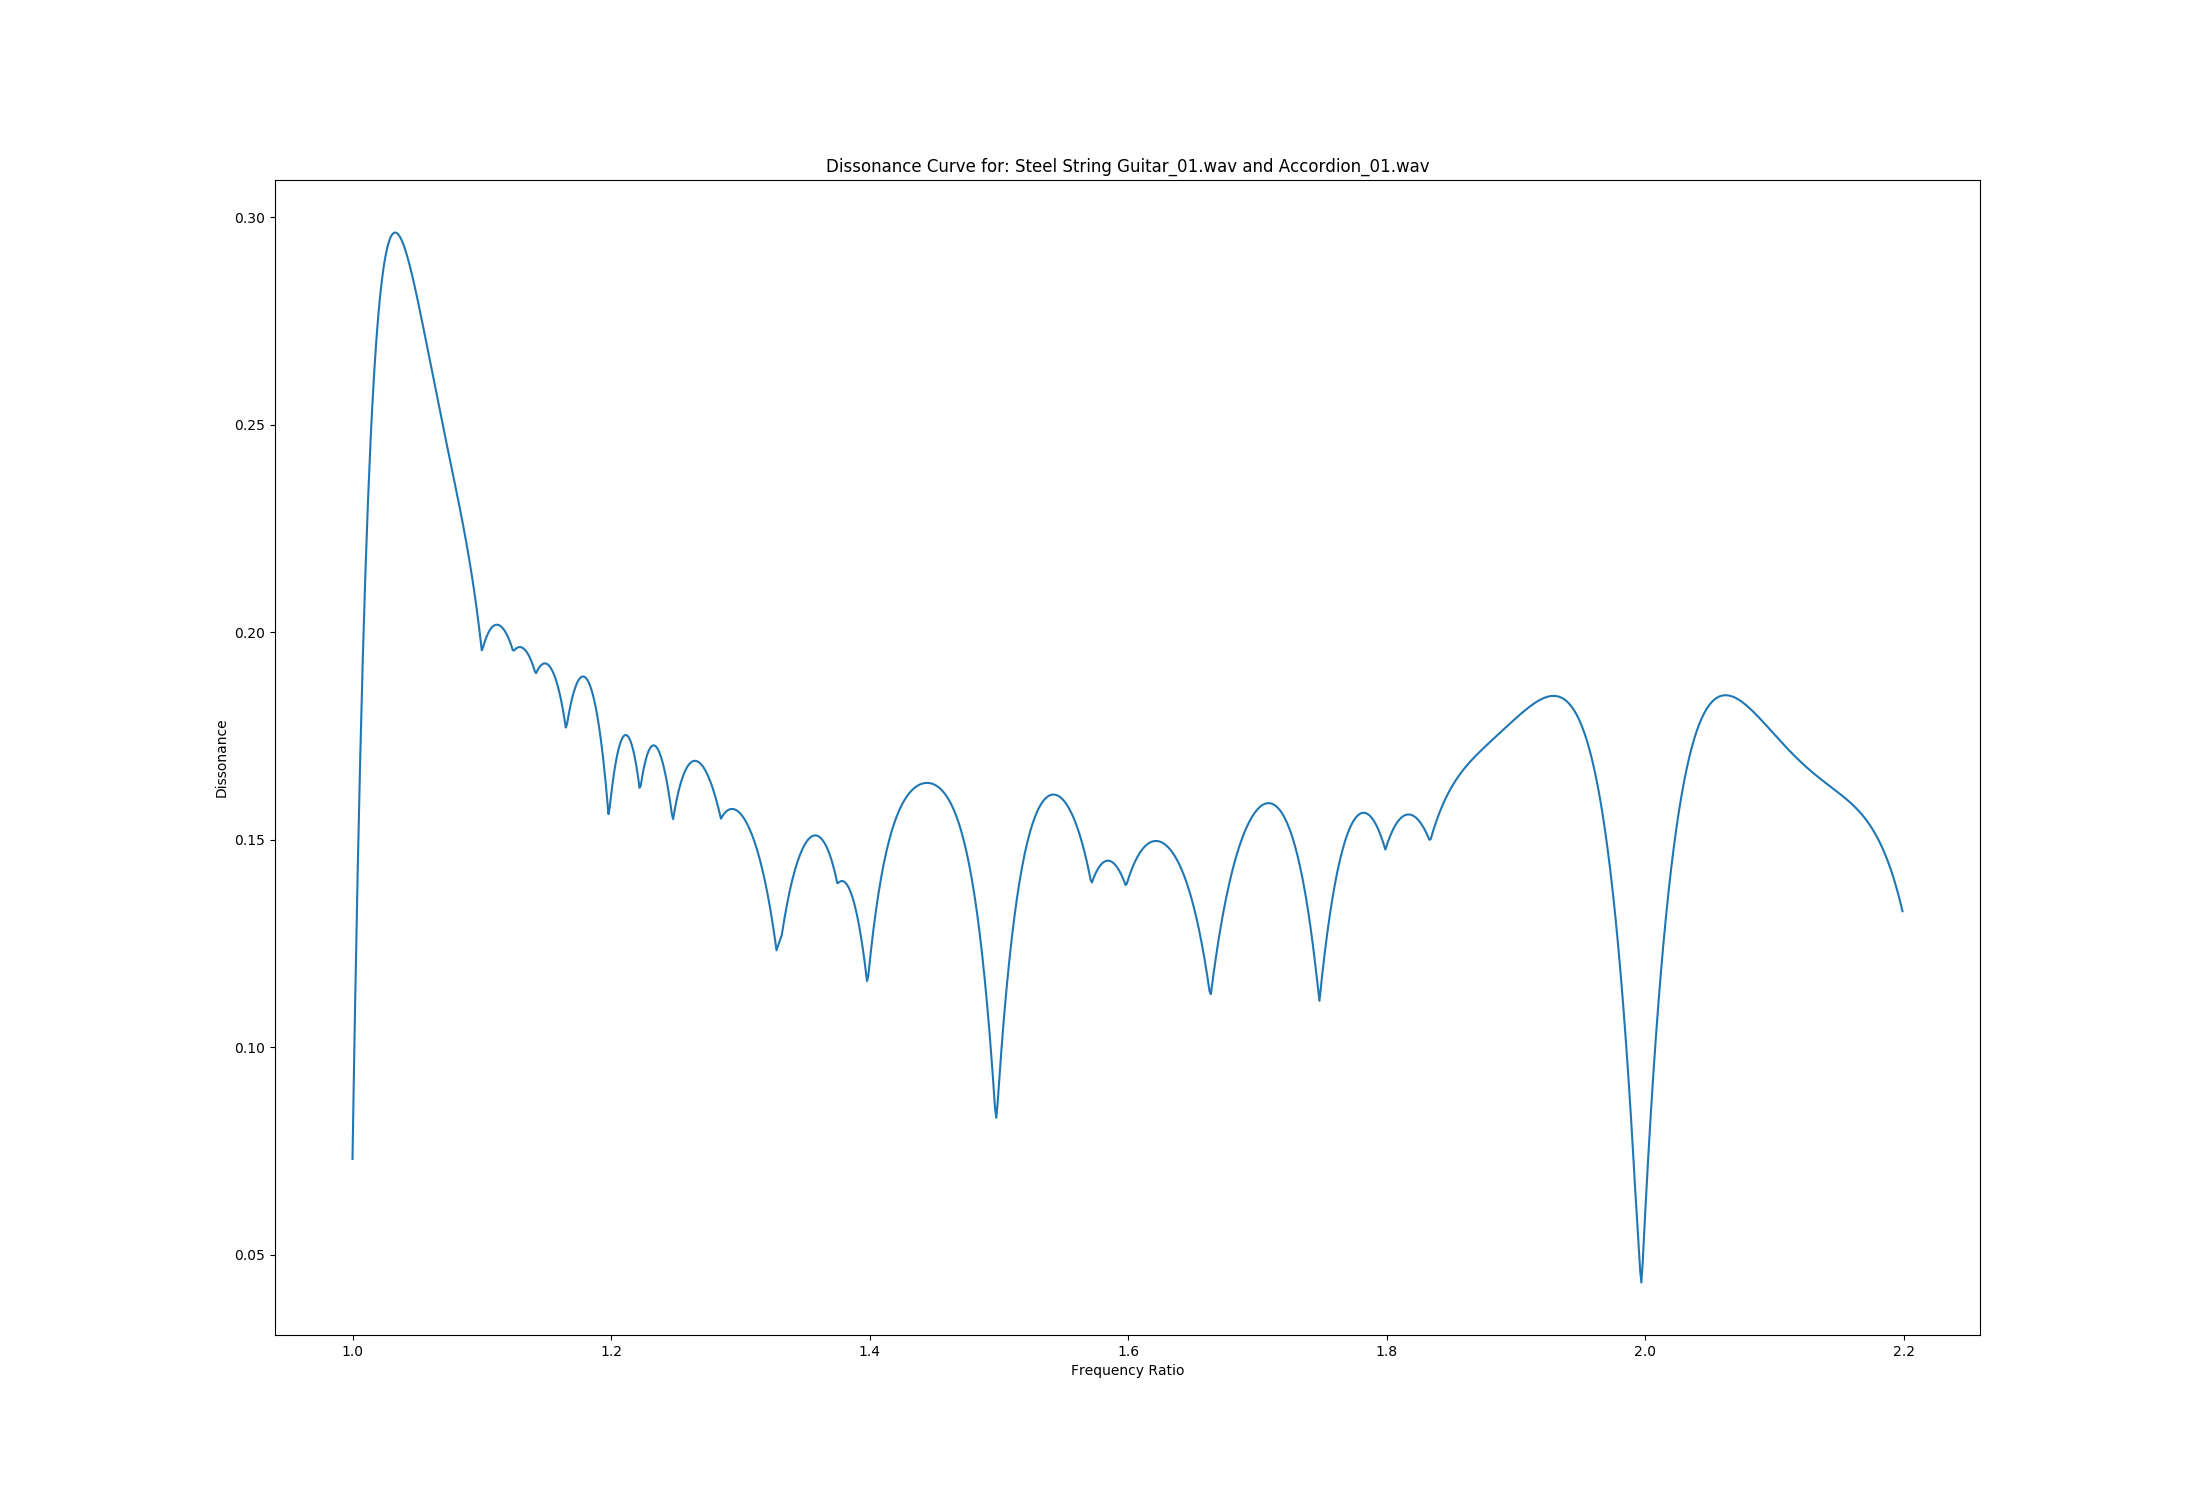 Dissonance Curve for: Steel String Guitar_01.wav and Accordion_01.wav
0.30
0.25
0.20
0.15
0.10
0.05
Dissonance
1.0 1.2 1.4 1.6 1.8 2.0 2.2
Frequency Ratio